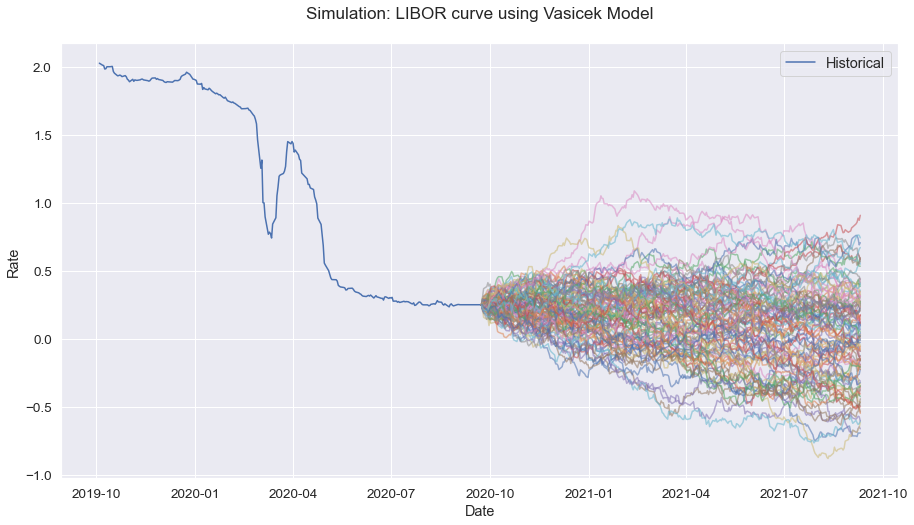 Simulation: LIBOR curve using Vasicek Model
Historical
2.0
1.5
1.0
0.5
0.0
−0.5
−1.0
Rate
2019-10 2020-01 2020-04 2020-07 2020-10 2021-01 2021-04 2021-07 2021-10
Date